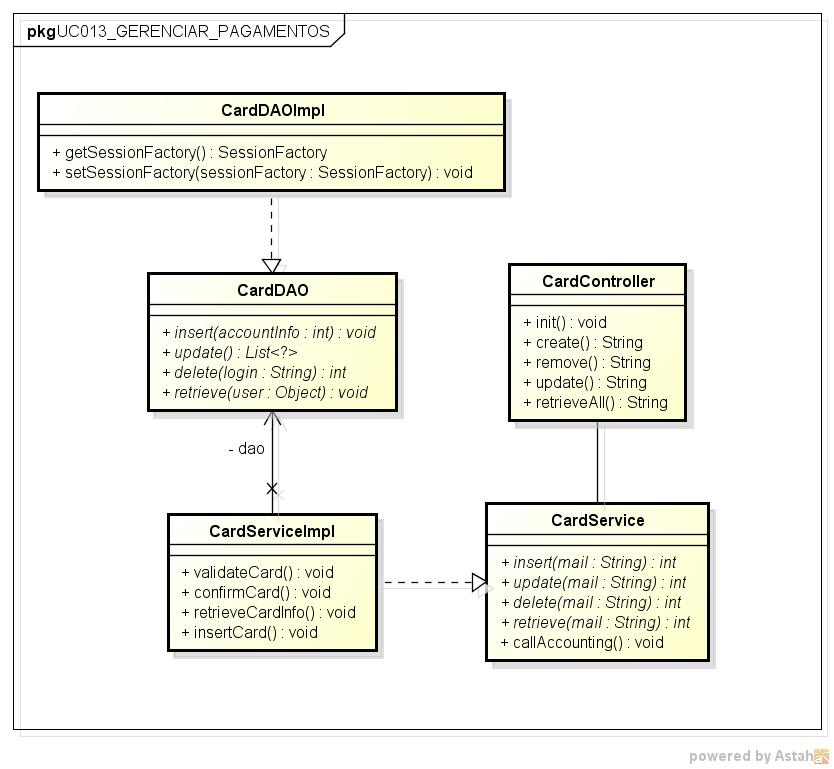 pkgUC013_GERENCIAR_PAGAMENTOS
CardDAOImpl
+ getSessionFactory() : SessionFactory
+ setSessionFactory(sessionFactory : SessionFactory) : void
CardDAO
+ insert(accountInfo : int) : void
+ update() : List<?>
+ delete(login : String) : int
+ retrieve(user : Object) : void
CardController
+ init() : void
+ create() : String
+ remove() : String
+ update() : String
+ retrieveAll() : String
- dao
CardServiceImpl
+ validateCard() : void
+ confirmCard() : void
+ retrieveCardInfo() : void
+ insertCard() : void
CardService
+ insert(mail : String) : int
+ update(mail : String) : int
+ delete(mail : String) : int
+ retrieve(mail : String) : int
+ callAccounting() : void
powered by Astah